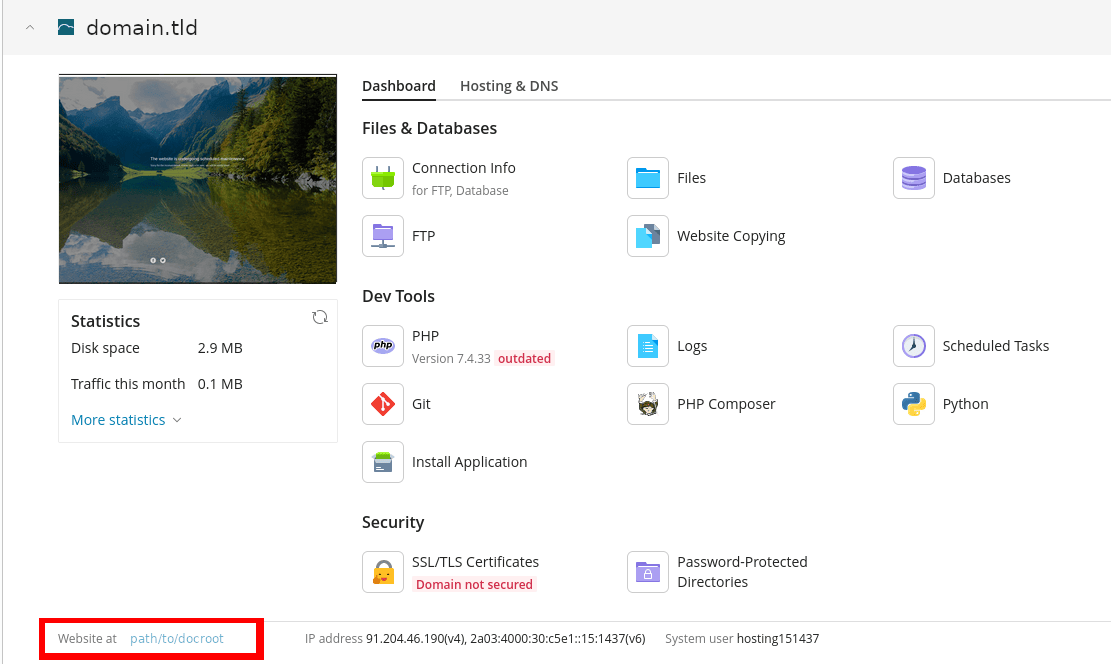 domain.tld
Dashboard Hosting & DNS
Files & Databases
Connection Info
for FTP, Database
Files
Databases
FTP
Website Copying
The website is undergoing scheduled maintenance.
Statistics
Disk space 2.9 MB
Traffic this month 0.1 MB
More statistics
Dev Tools
PHP
Version 7.4.33 outdated
php
Logs
Scheduled Tasks
Git
PHP Composer
Python
Install Application
Security
SSL/TLS Certificates
Domain not secured
Password-Protected
Directories
Website at path/to/docroot IP address 91.204.46.190(v4), 2a03:4000:30:c5e1::15:1437(v6) System user hosting151437